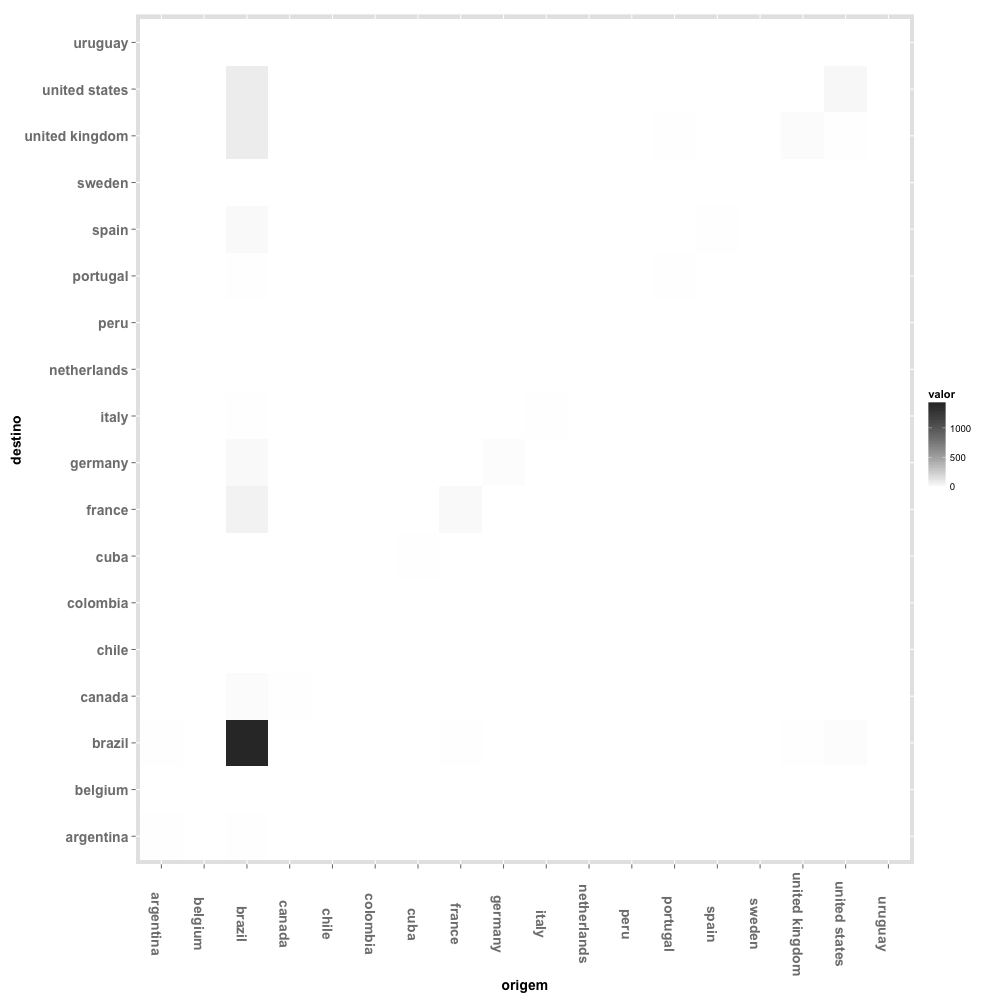 uruguay
united states
united kingdom
sweden
spain
portugal
peru
netherlands
italy
germany
france
cuba
colombia
chile
canada
brazil
belgium
argentina
destino
argentina
belgium
brazil
canada
chile
colombia
cuba
france
germany
italy
netherlands
peru
portugal
spain
sweden
united kingdom
united states
uruguay
origem
valor
1000
500
0